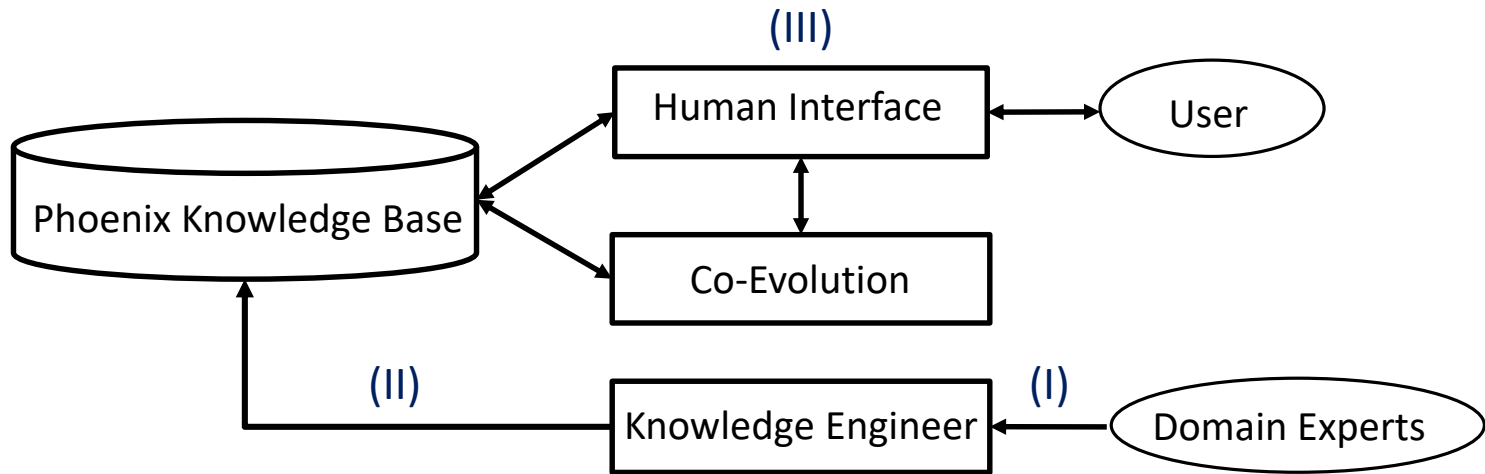 (III)
Human Interface
User
Phoenix Knowledge Base
Co-Evolution
(II)
(I)
Knowledge Engineer
Domain Experts